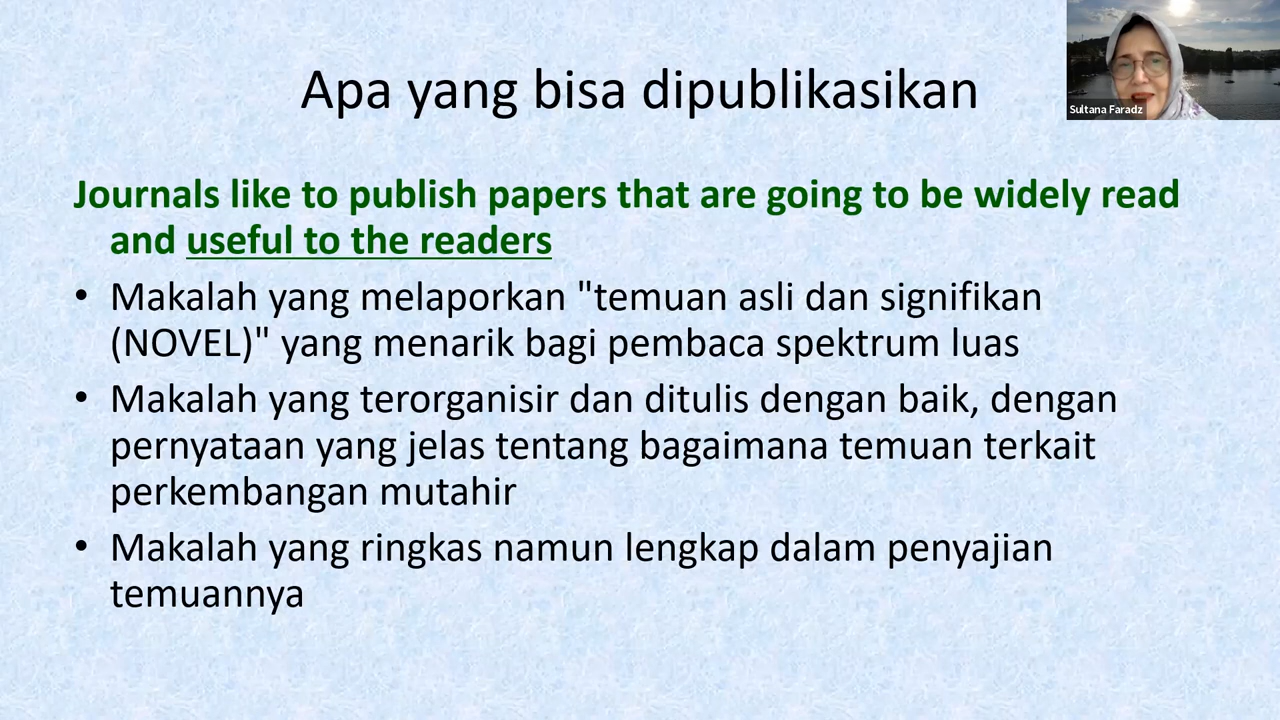 Apa yang bisa dipublikasikan
Sultana Faradz
Journals like to publish papers that are going to be widely read
and useful to the readers
• Makalah yang melaporkan "temuan asli dan signifikan
(NOVEL)" yang menarik bagi pembaca spektrum luas
• Makalah yang terorganisir dan ditulis dengan baik, dengan
pernyataan yang jelas tentang bagaimana temuan terkait
perkembangan mutahir
• Makalah yang ringkas namun lengkap dalam penyajian
temuannya